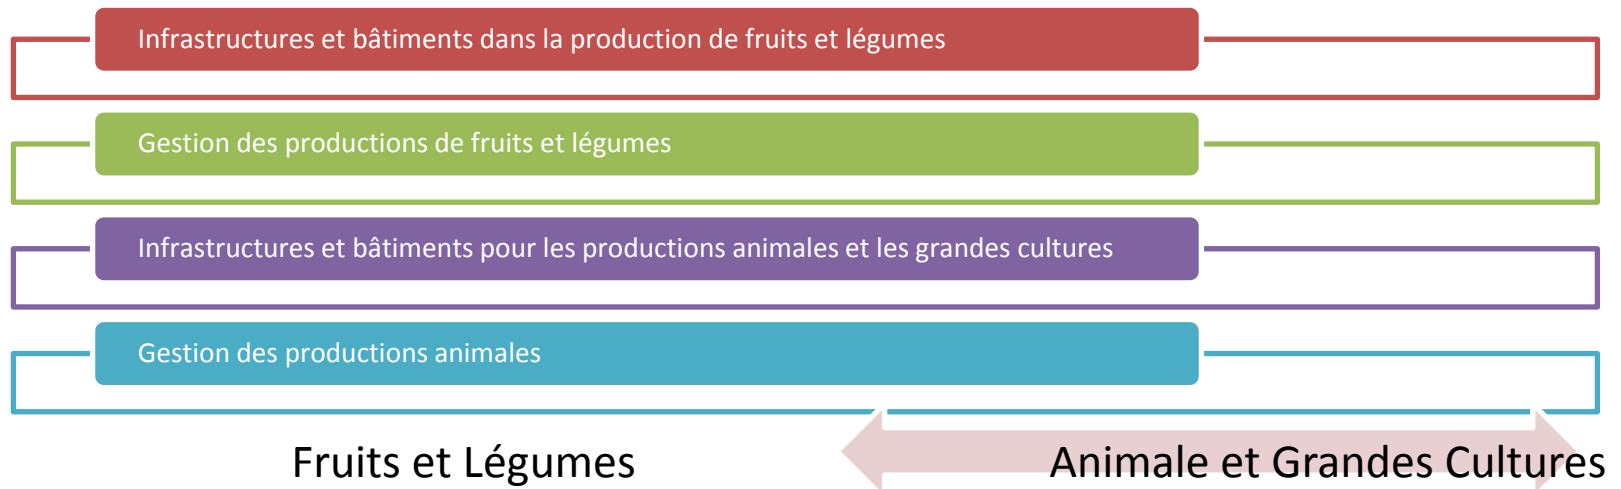 Infrastructures et bâtiments dans la production de fruits et légumes
Gestion des productions de fruits et légumes
Infrastructures et bâtiments pour les productions animales et les grandes cultures
Gestion des productions animales
Fruits et Légumes
Animale et Grandes Cultures